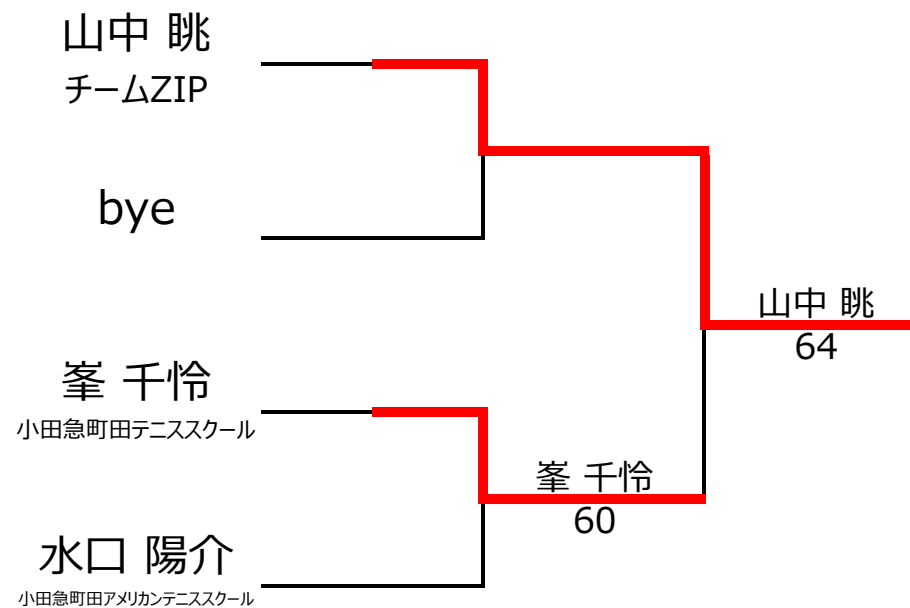 山中 眺
チームZIP
bye
山中 眺
64
峯 千怜
小田急町田テニススクール
峯 千怜
60
水口 陽介
小田急町田アメリカンテニススクール